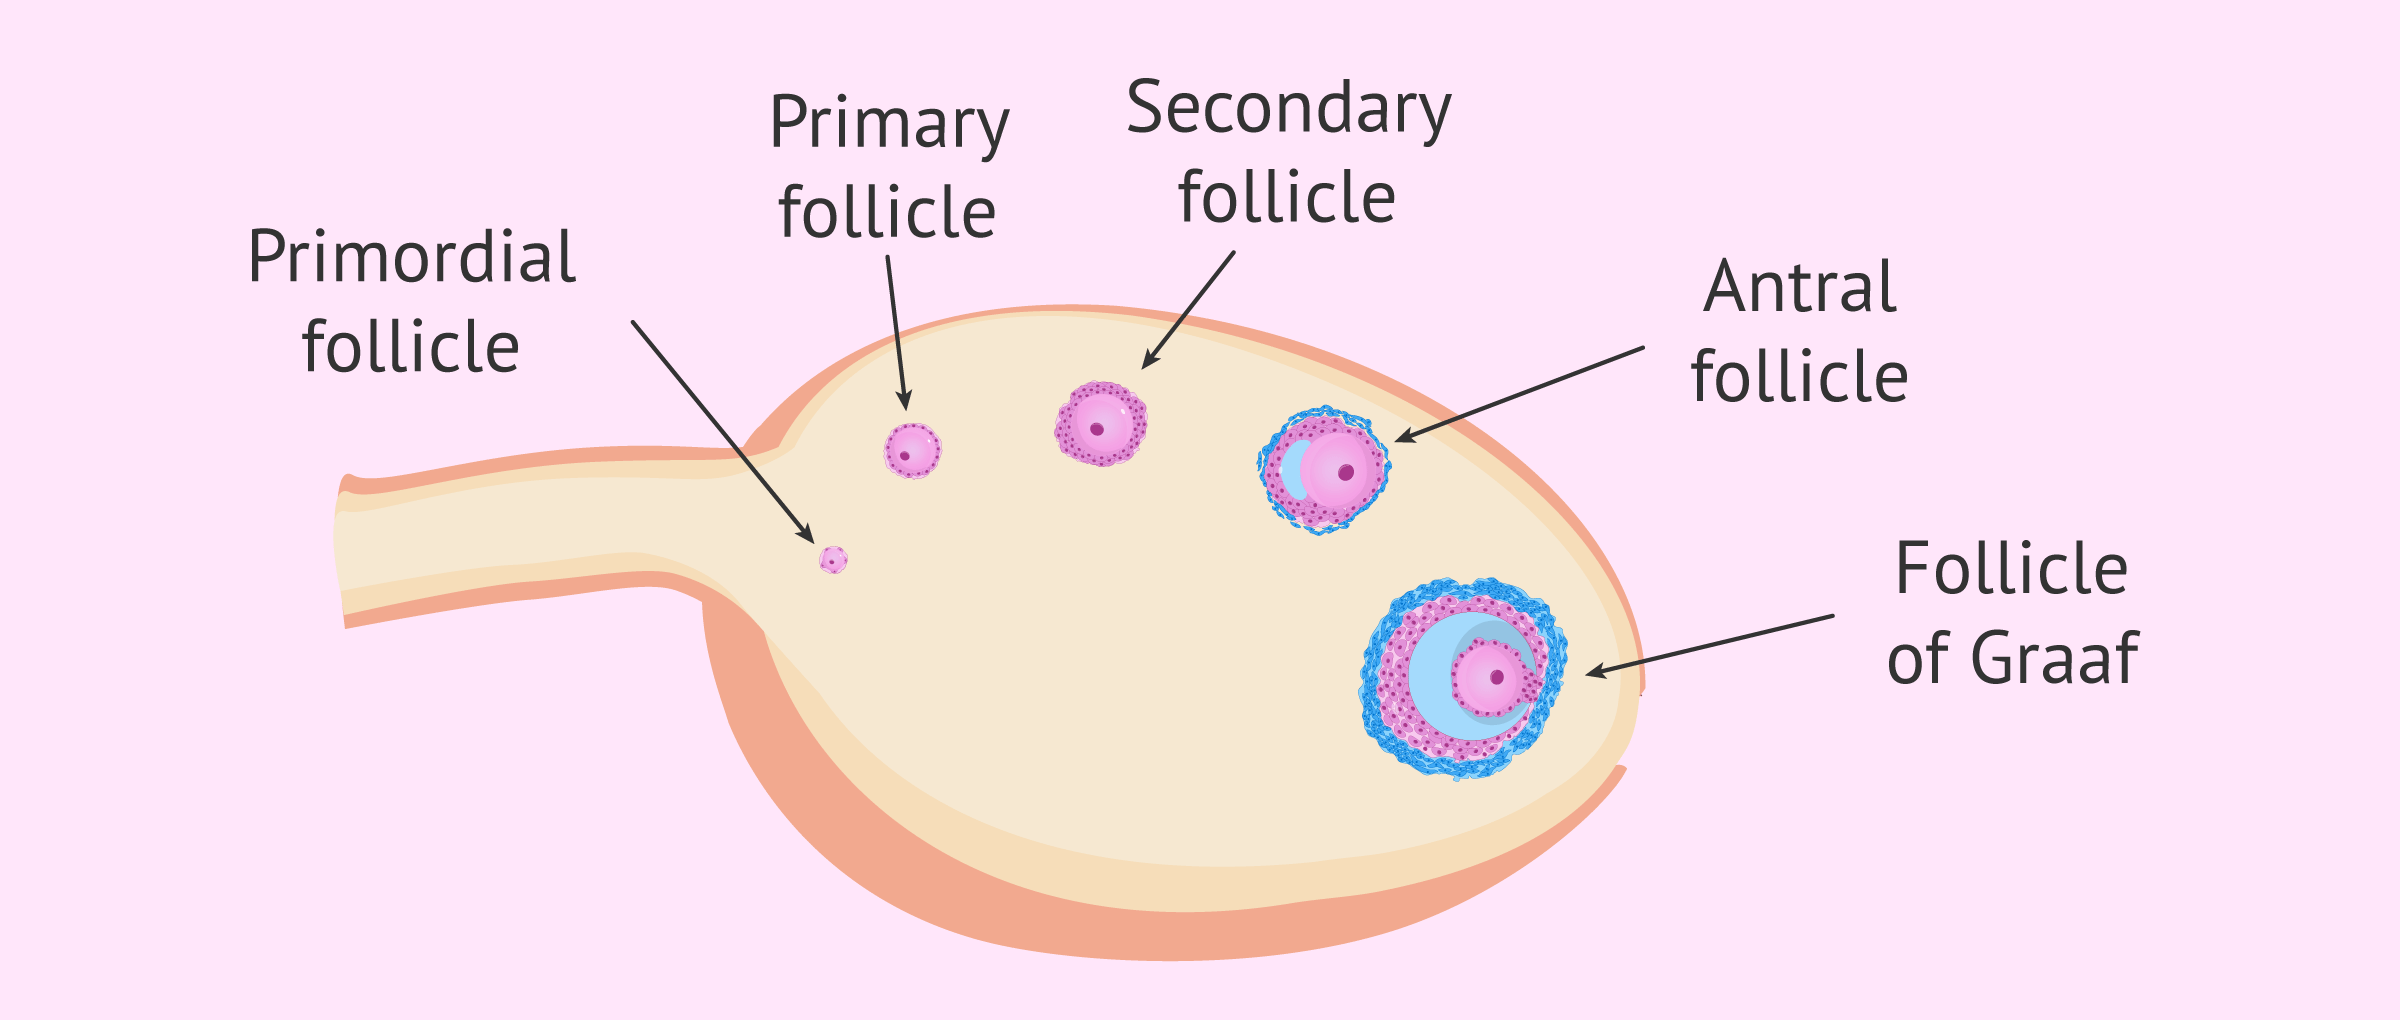 Primordial
follicle
Primary
follicle
Secondary
follicle
Antral
follicle
Follicle
of Graaf